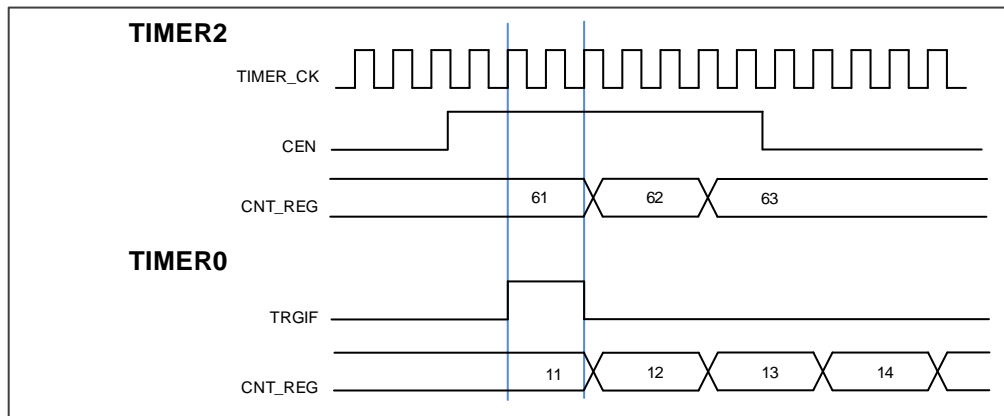 TIMER2
TIMER_CK
CEN
CNT_REG 61 62 63
TIMER0
TRGIF
CNT_REG 11 12 13 14